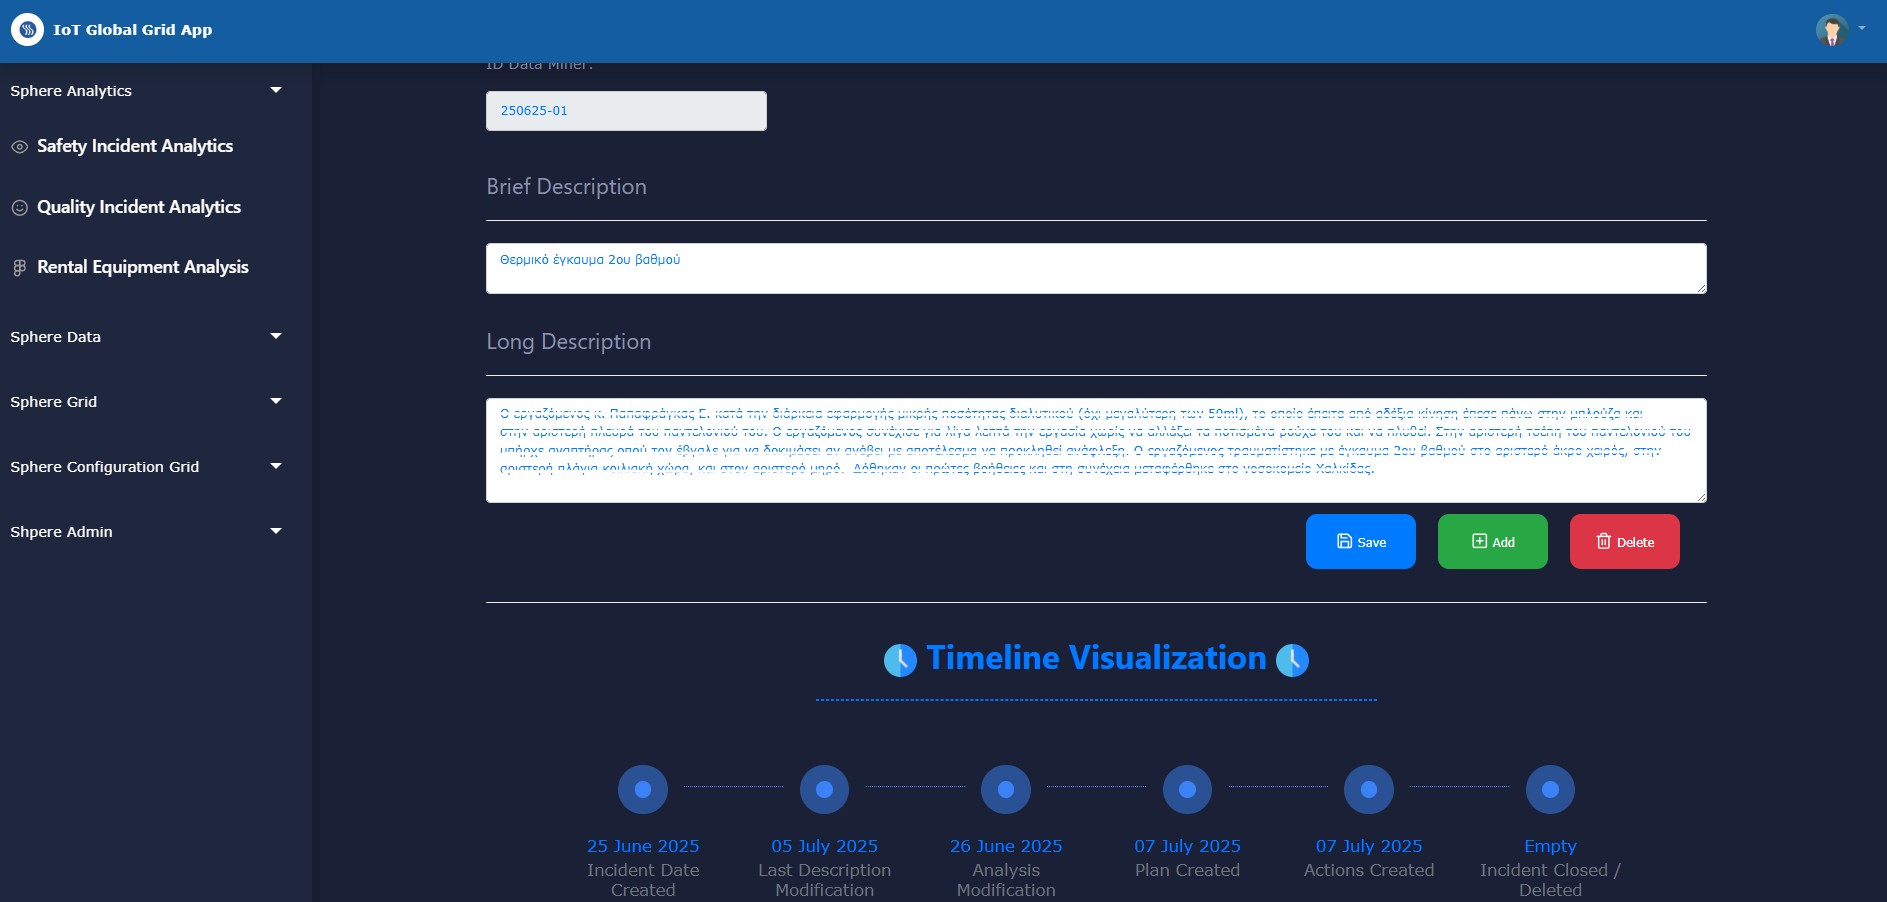 IoT Global Grid App
Sphere Analytics
Safety Incident Analytics
Quality Incident Analytics
Rental Equipment Analysis
Sphere Data
Sphere Grid
Sphere Configuration Grid
Shpere Admin
ID Data Miner:
250625-01
Brief Description
Θερμικό έγκαυμα 2ου βαθμού
Long Description
Ο εργαζόμενος κ. Παπαφράγκας Ε. κατά την διάρκεια εφαρμογής μικρής ποσότητας διαλυτικού (όχι μεγαλύτερη των 50ml), το οποίο έπειτα από αδέξια κίνηση έπεσε πάνω στην μπλούζα και
στην αριστερή πλευρά του παντελονιού του. Ο εργαζόμενος συνέχισε για λίγα λεπτά την εργασία χωρίς να αλλάξει τα ποτισμένα ρούχα του και να πλυθεί. Στην αριστερή τσέπη του παντελονιού του
υπήρχε αναπτήρας οπού τον έβγαλε για να δοκιμάσει αν ανάβει με αποτέλεσμα να προκληθεί ανάφλεξη. Ο εργαζόμενος τραυματίστηκε με έγκαυμα 2ου βαθμού στο αριστερό άκρο χειρός, στην
αριστερή πλάγια κοιλιακή χώρα, και στον αριστερό μηρό. Δόθηκαν οι πρώτες βοήθειες και στη συνέχεια μεταφέρθηκε στο νοσοκομείο Χαλκίδας.
Save
Add
Delete
Timeline Visualization
25 June 2025
Incident Date
Created
05 July 2025
Last Description
Modification
26 June 2025
Analysis
Modification
07 July 2025
Plan Created
07 July 2025
Actions Created
Empty
Incident Closed /
Deleted